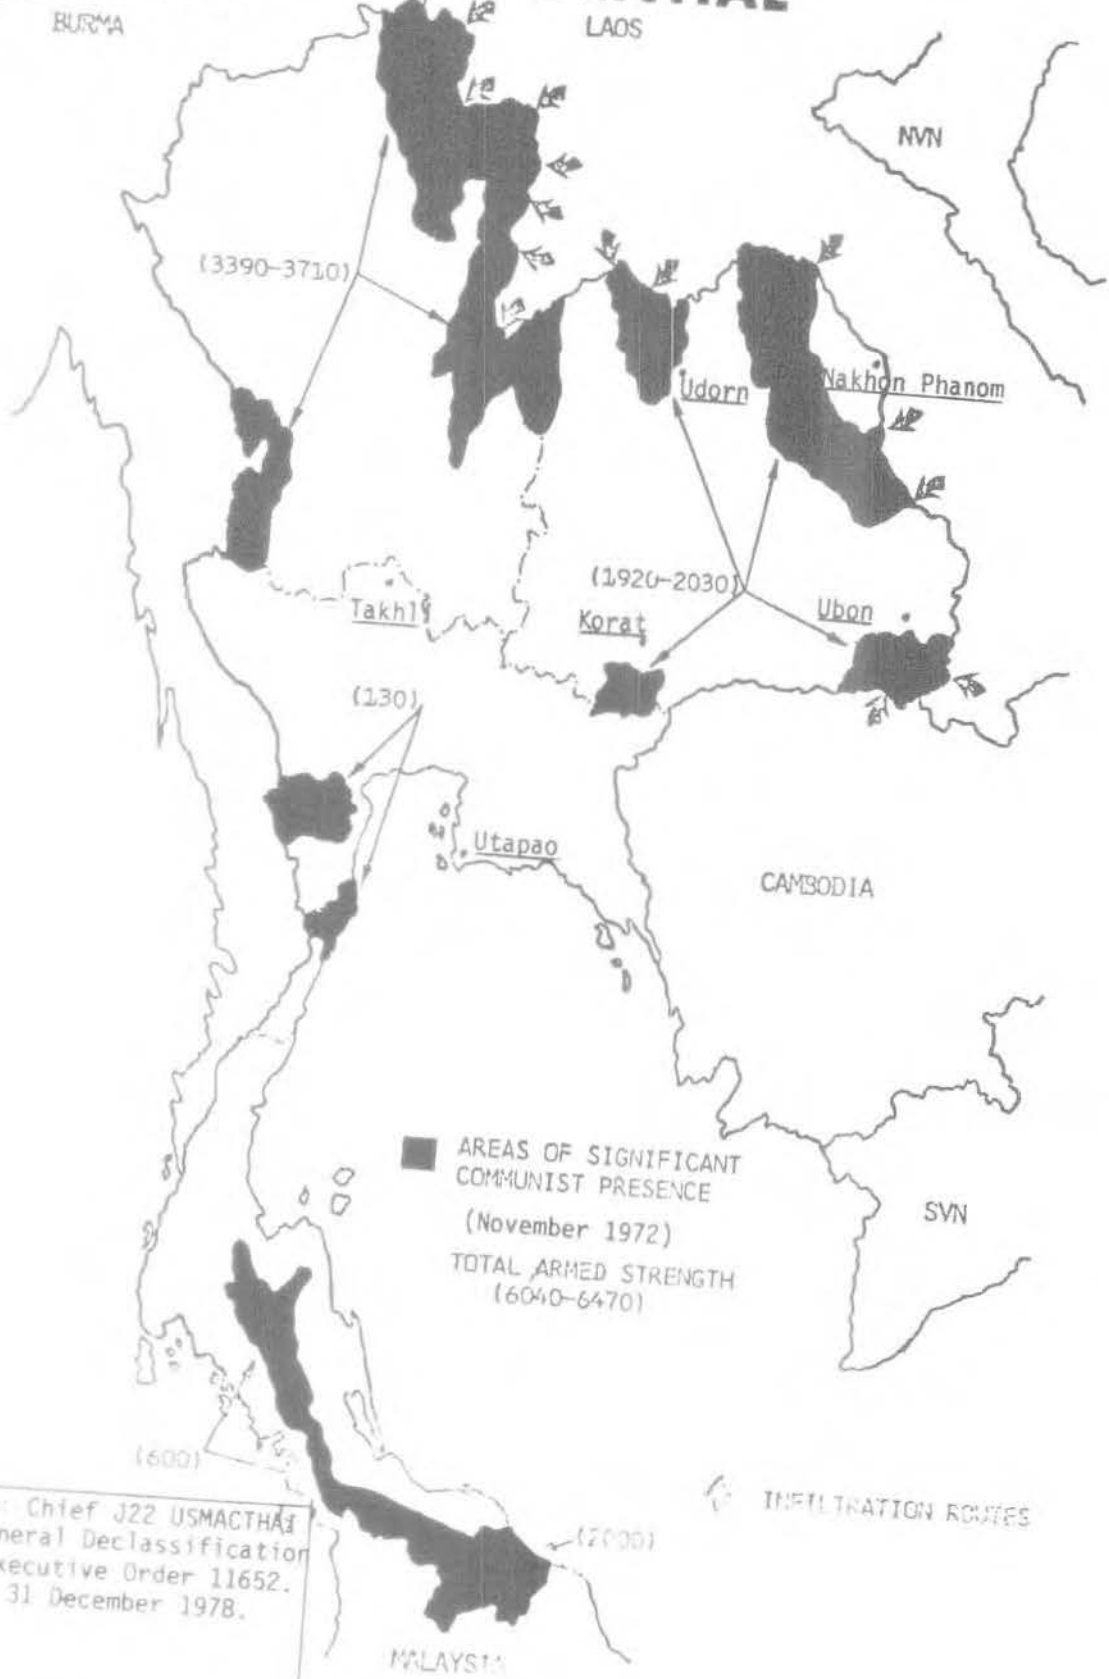 BURMA
LAOS
NVN
(3390-3710)
Udorn
Nakhon Phanom
(1920-2030)
Takhli
Korat
Ubon
(130)
Utapao
CAMBODIA
AREAS OF SIGNIFICANT
COMMUNIST PRESENCE
(November 1972)
TOTAL ARMED STRENGTH
(6040-6470)
SVN
(600)
INFILTRATION ROUTES
(2000)
: Chief J22 USMACTHAI
neral Declassification
xecutive Order 11652.
31 December 1978.
MALAYSIA